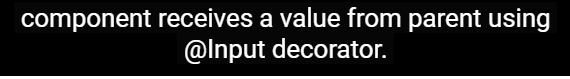 component receives a value from parent using
@Input decorator.